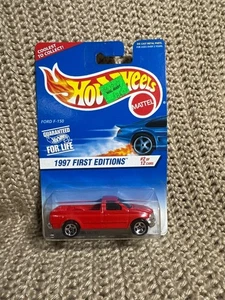 COOLEST
TO COLLECT!
Hot Wheels
MATTEL
FORD F-150
GUARANTEED
FOR LIFE
1997 FIRST EDITIONS
#2 OF
12 CARS